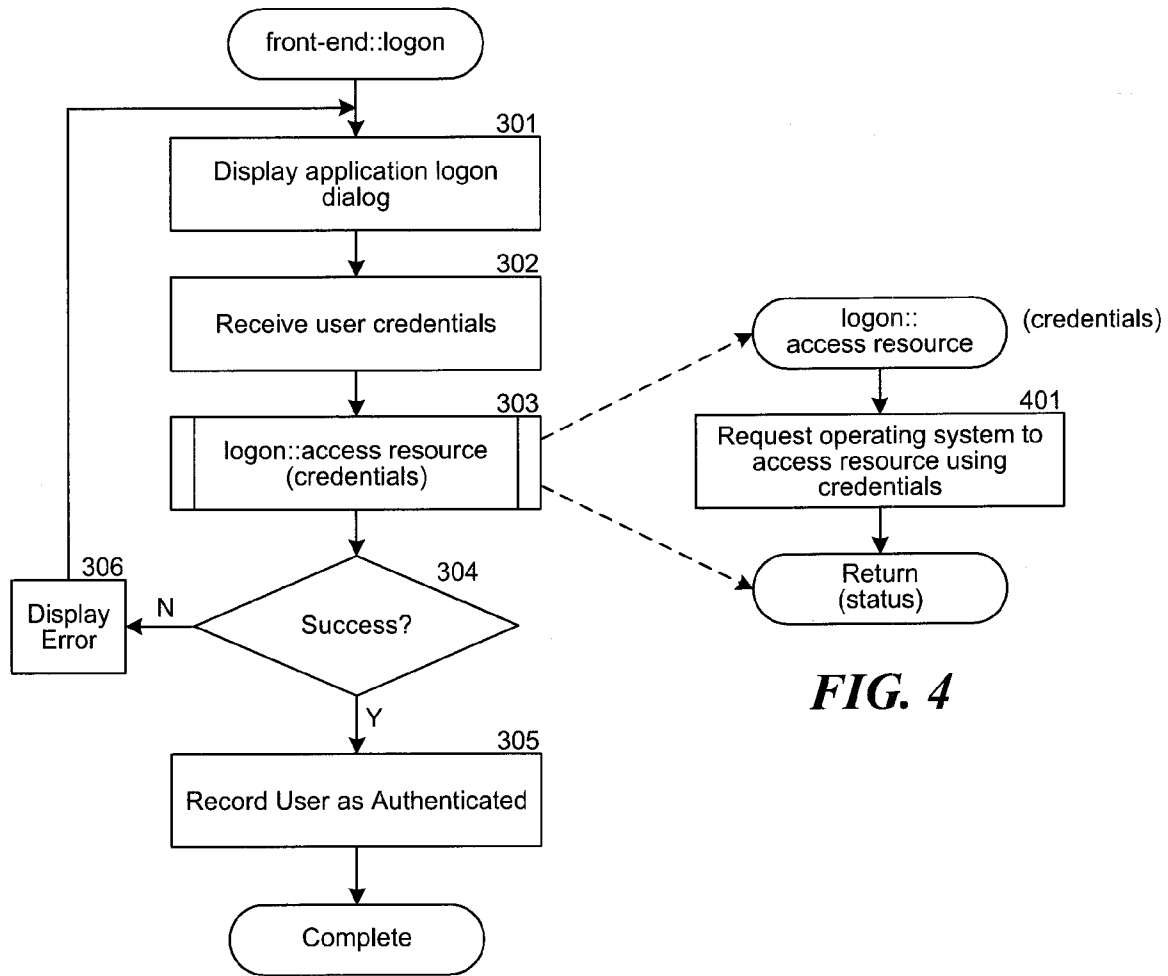 front-end::logon
301
Display application logon
dialog
302
Receive user credentials
303
logon::access resource
(credentials)
304
Success?
N
306
Display
Error
Y
305
Record User as Authenticated
Complete
logon::
access resource
(credentials)
401
Request operating system to
access resource using
credentials
Return
(status)
FIG. 4